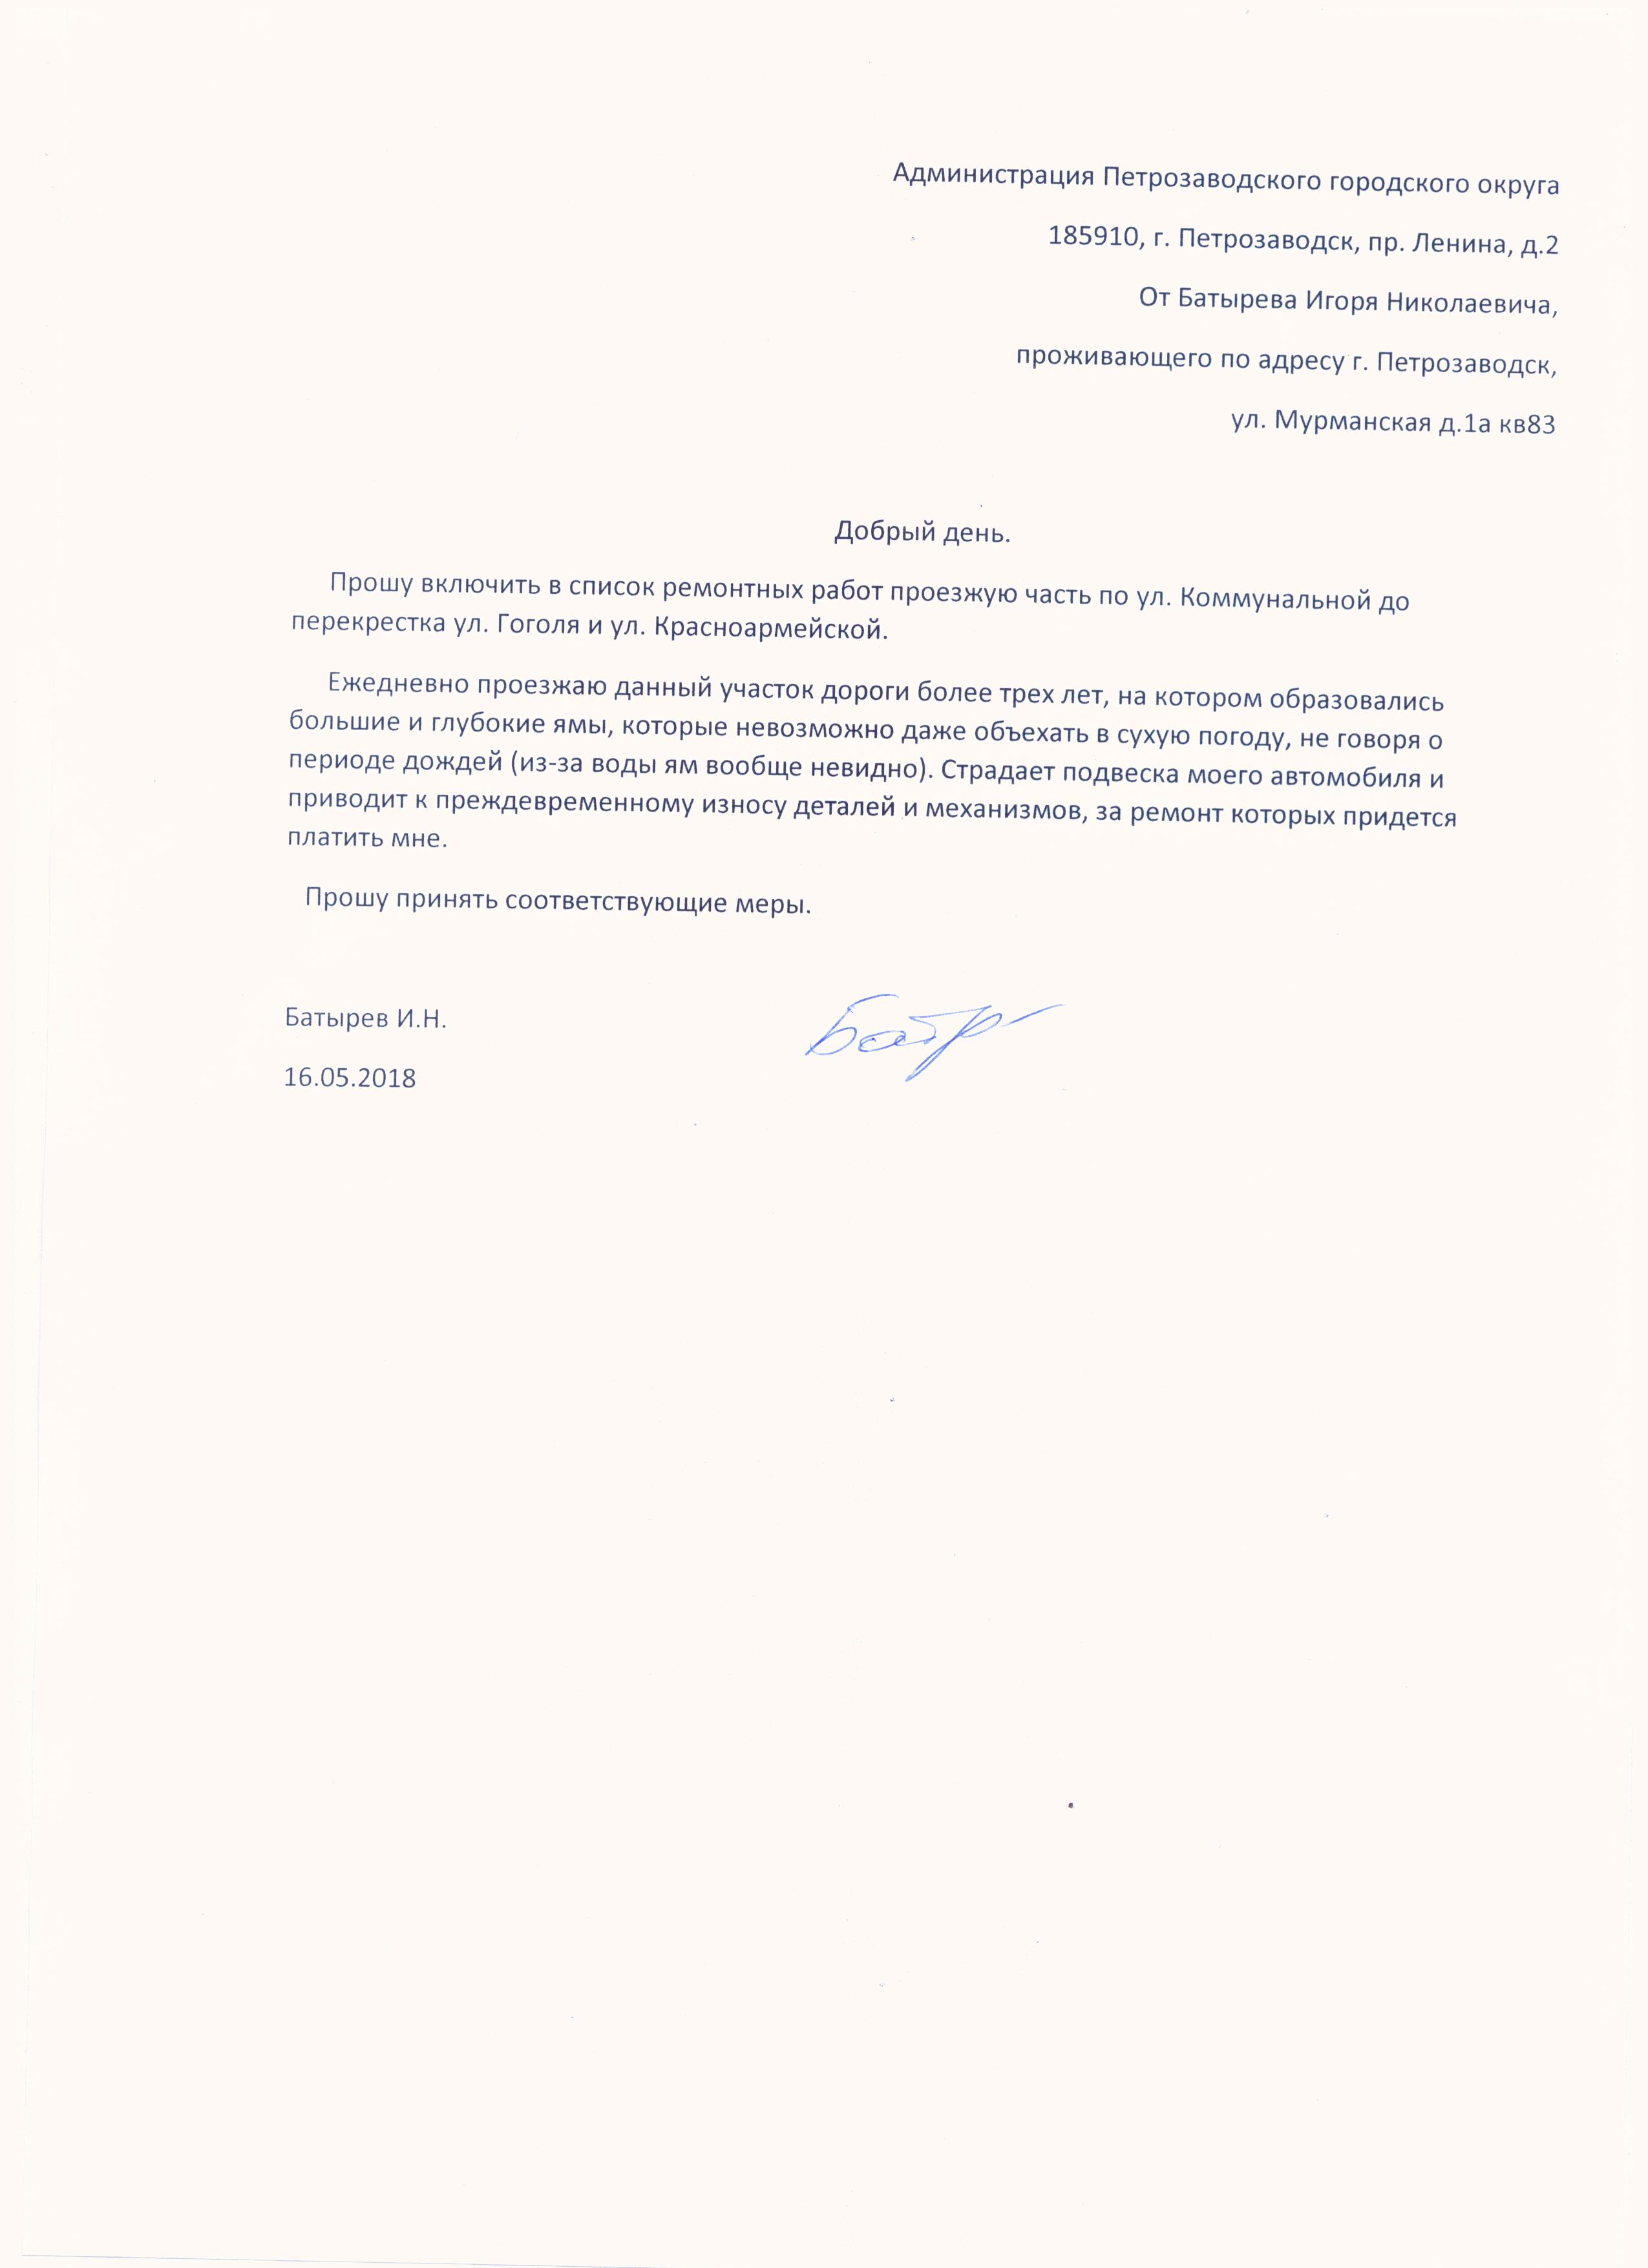 Администрация Петрозаводского городского округа
185910, г. Петрозаводск, пр. Ленина, д.2
От Батырева Игоря Николаевича,
проживающего по адресу г. Петрозаводск,
ул. Мурманская д.1а кв83
Добрый день.
Прошу включить в список ремонтных работ проезжую часть по ул. Коммунальной до
перекрестка ул. Гоголя и ул. Красноармейской.
Ежедневно проезжаю данный участок дороги более трех лет, на котором образовались
большие и глубокие ямы, которые невозможно даже объехать в сухую погоду, не говоря о
периоде дождей (из-за воды ям вообще невидно). Страдает подвеска моего автомобиля и
приводит к преждевременному износу деталей и механизмов, за ремонт которых придется
платить мне.
Прошу принять соответствующие меры.
Батырев И.Н.
16.05.2018